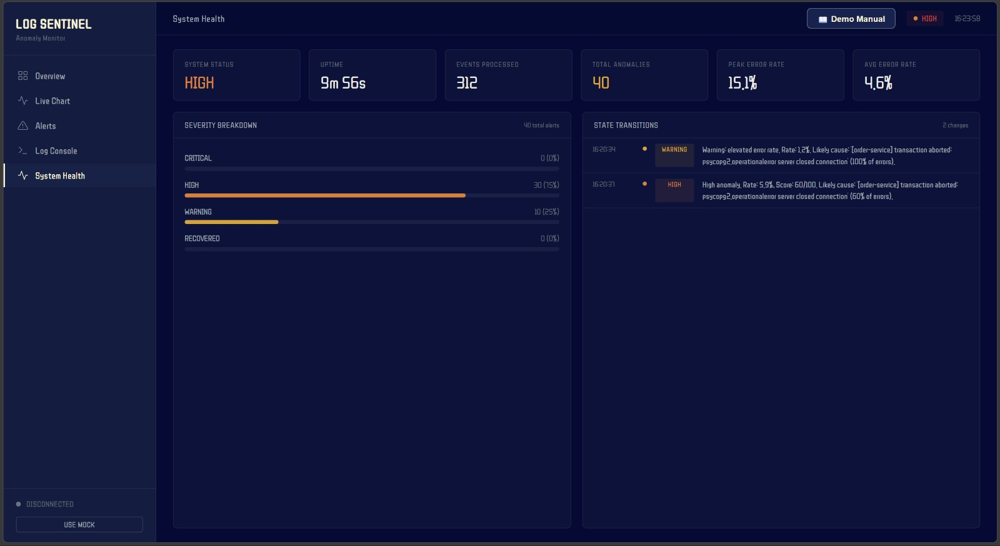 LOG SENTINEL
Anomaly Monitor
Overview
Live Chart
Alerts
Log Console
System Health
DISCONNECTED
USE MOCK
System Health
Demo Manual
HIGH
16:23:58
SYSTEM STATUS
HIGH
UPTIME
9m 56s
EVENTS PROCESSED
312
TOTAL ANOMALIES
40
PEAK ERROR RATE
15.1%
AVG ERROR RATE
4.6%
SEVERITY BREAKDOWN
40 total alerts
CRITICAL
0 (0%)
HIGH
30 (75%)
WARNING
10 (25%)
RECOVERED
0 (0%)
STATE TRANSITIONS
2 changes
16:20:34
WARNING
Warning: elevated error rate. Rate: 1.2%. Likely cause: '[order-service] transaction aborted:
psycopg2.operationalerror server closed connection' (100% of errors).
16:20:37
HIGH
High anomaly. Rate: 5.9%. Score: 60/100. Likely cause: '[order-service] transaction aborted:
psycopg2.operationalerror server closed connection' (60% of errors).